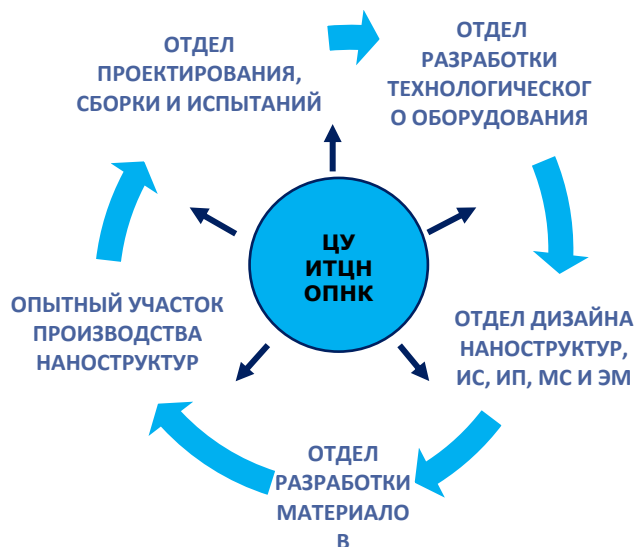 ОТДЕЛ
ПРОЕКТИРОВАНИЯ,
СБОРКИ И ИСПЫТАНИЙ
ОТДЕЛ
РАЗРАБОТКИ
ТЕХНОЛОГИЧЕСКОГ
О ОБОРУДОВАНИЯ
ЦУ
ИТЦН
ОПНК
ОПЫТНЫЙ УЧАСТОК
ПРОИЗВОДСТВА
НАНОСТРУКТУР
ОТДЕЛ ДИЗАЙНА
НАНОСТРУКТУР,
ИС, ИП, МС И ЭМ
ОТДЕЛ
РАЗРАБОТКИ
МАТЕРИАЛО
В